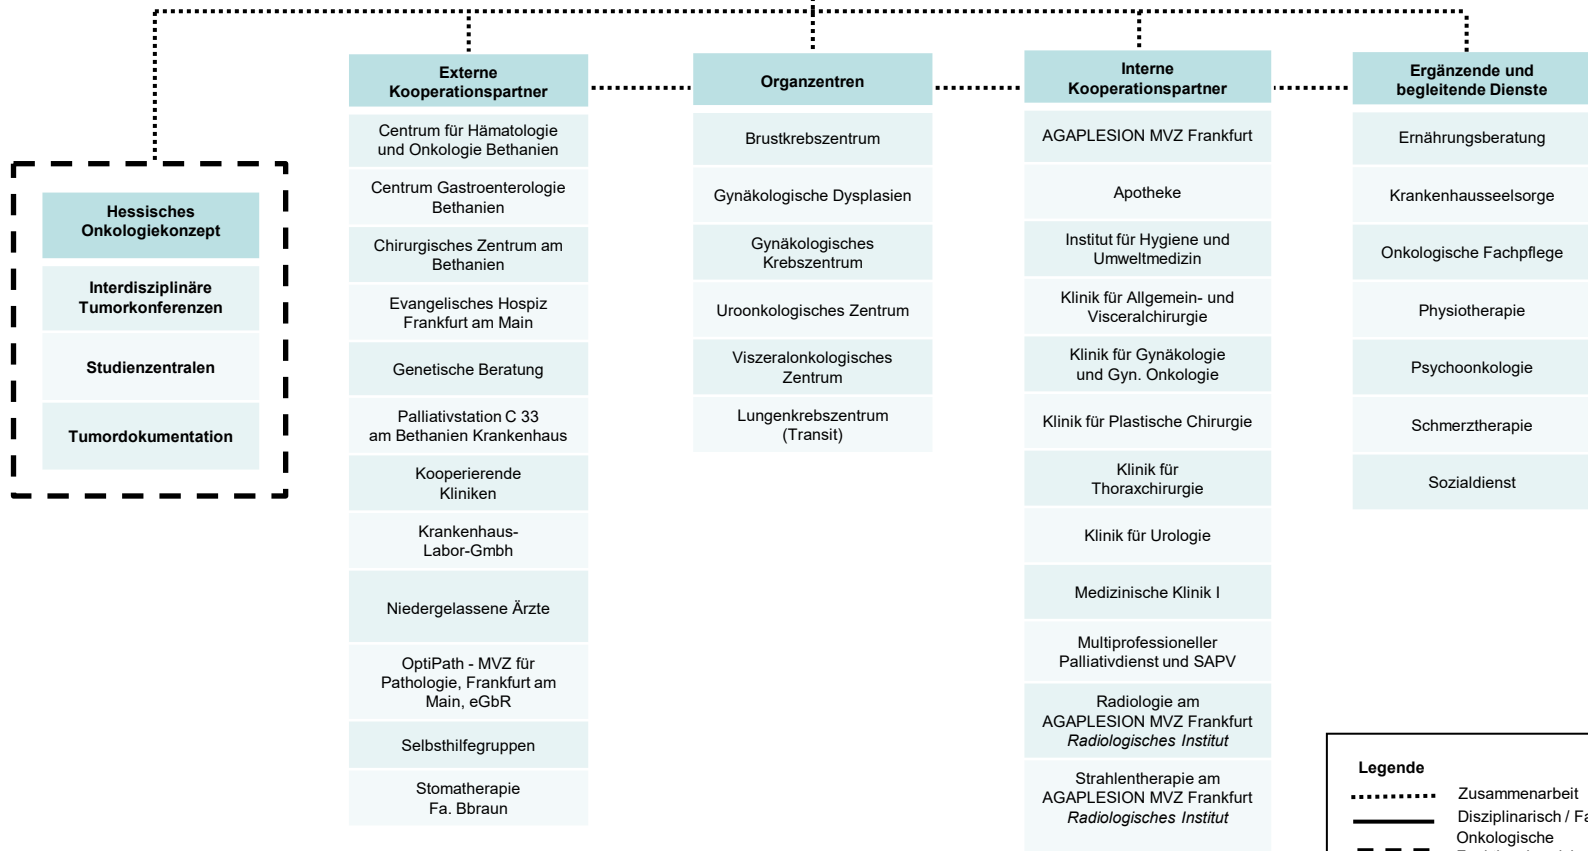 Hessisches
Onkologiekonzept
Interdisziplinäre
Tumorkonferenzen
Studienzentralen
Tumordokumentation
Externe
Kooperationspartner
Centrum für Hämatologie
und Onkologie Bethanien
Centrum Gastroenterologie
Bethanien
Chirurgisches Zentrum am
Bethanien
Evangelisches Hospiz
Frankfurt am Main
Genetische Beratung
Palliativstation C 33
am Bethanien Krankenhaus
Kooperierende
Kliniken
Krankenhaus-
Labor-Gmbh
Niedergelassene Ärzte
OptiPath - MVZ für
Pathologie, Frankfurt am
Main, eGbR
Selbsthilfegruppen
Stomatherapie
Fa. Bbraun
Organzentren
Brustkrebszentrum
Gynäkologische Dysplasien
Gynäkologisches
Krebszentrum
Uroonkologisches Zentrum
Viszeralonkologisches
Zentrum
Lungenkrebszentrum
(Transit)
Interne
Kooperationspartner
AGAPLESION MVZ Frankfurt
Apotheke
Institut für Hygiene und
Umweltmedizin
Klinik für Allgemein- und
Visceralchirurgie
Klinik für Gynäkologie
und Gyn. Onkologie
Klinik für Plastische Chirurgie
Klinik für
Thoraxchirurgie
Klinik für Urologie
Medizinische Klinik I
Multiprofessioneller
Palliativdienst und SAPV
Radiologie am
AGAPLESION MVZ Frankfurt
Radiologisches Institut
Strahlentherapie am
AGAPLESION MVZ Frankfurt
Radiologisches Institut
Ergänzende und
begleitende Dienste
Ernährungsberatung
Krankenhausseelsorge
Onkologische Fachpflege
Physiotherapie
Psychoonkologie
Schmerztherapie
Sozialdienst
Legende
Zusammenarbeit
Disziplinarisch / Fa
Onkologische